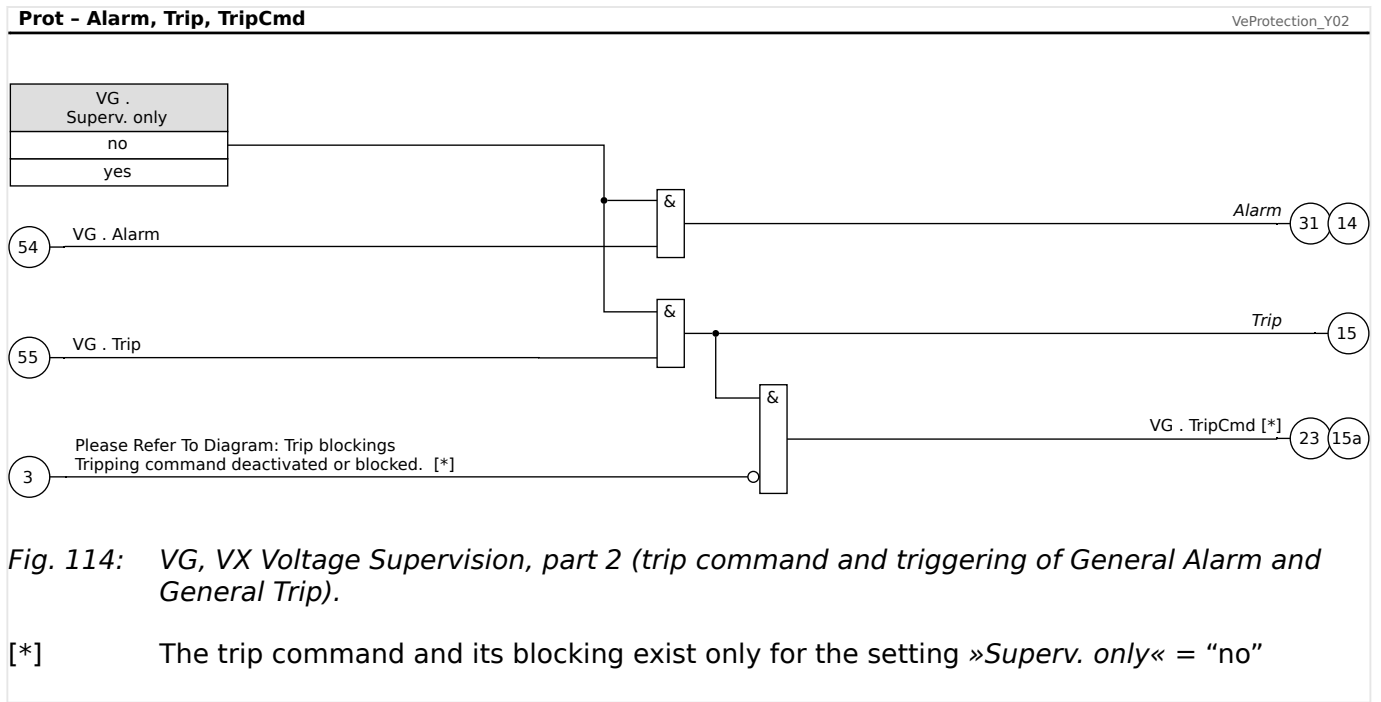 Prot – Alarm, Trip, TripCmd
VeProtection_Y02
VG .
Superv. only
no
yes
&
Alarm
31
14
54
VG . Alarm
&
Trip
15
55
VG . Trip
&
VG . TripCmd [*]
23
15a
Please Refer To Diagram: Trip blockings
Tripping command deactivated or blocked. [*]
3
Fig. 114: VG, VX Voltage Supervision, part 2 (trip command and triggering of General Alarm and
General Trip).
[*] The trip command and its blocking exist only for the setting »Superv. only« = “no”